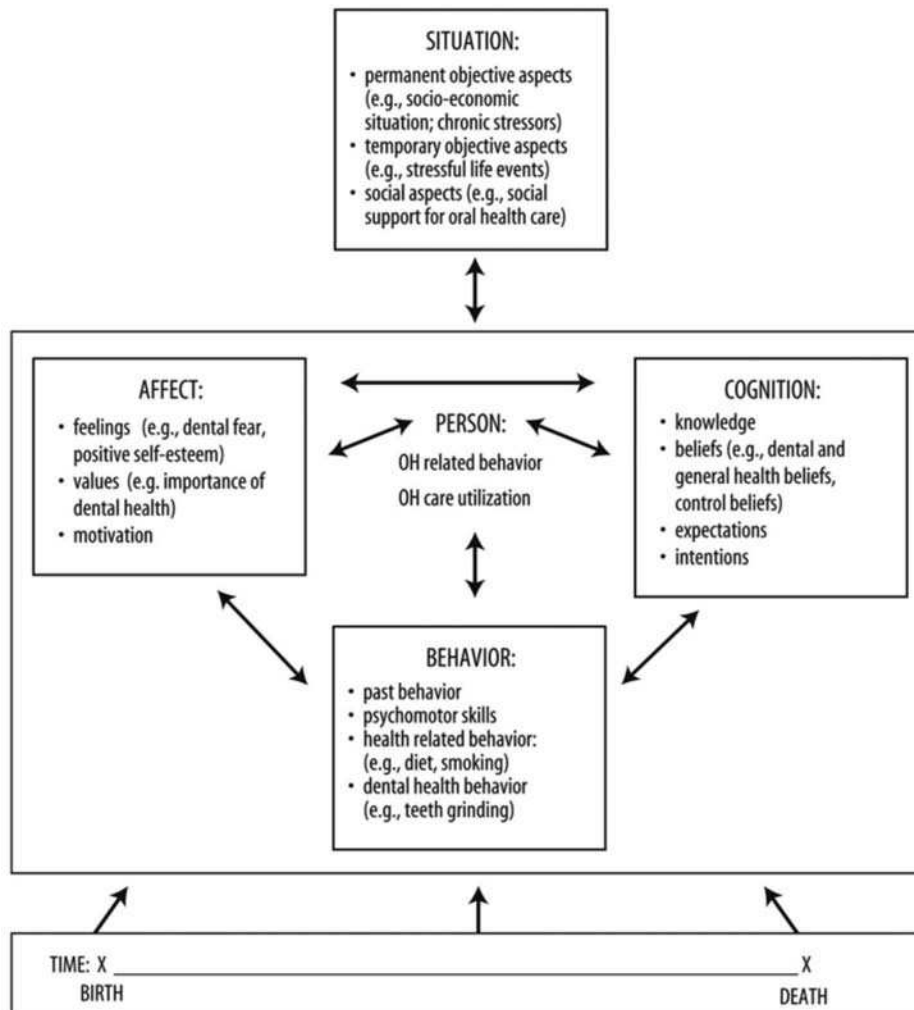 SITUATION:
• permanent objective aspects
(e.g., socio-economic
situation; chronic stressors)
• temporary objective aspects
(e.g., stressful life events)
• social aspects (e.g., social
support for oral health care)
AFFECT:
• feelings (e.g., dental fear,
positive self-esteem)
• values (e.g. importance of
dental health)
• motivation
PERSON:
OH related behavior
OH care utilization
COGNITION:
• knowledge
• beliefs (e.g., dental and
general health beliefs,
control beliefs)
• expectations
• intentions
BEHAVIOR:
• past behavior
• psychomotor skills
• health related behavior:
(e.g., diet, smoking)
• dental health behavior
(e.g., teeth grinding)
TIME: X X
BIRTH DEATH